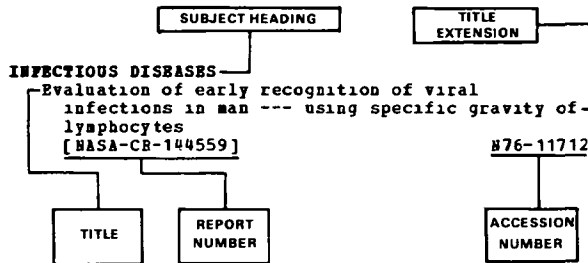 SUBJECT HEADING
TITLE
EXTENSION
INFECTIOUS DISEASES
Evaluation of early recognition of viral
infections in man --- using specific gravity of
lymphocytes
[NASA-CR-144559] N76-11712
TITLE
REPORT
NUMBER
ACCESSION
NUMBER